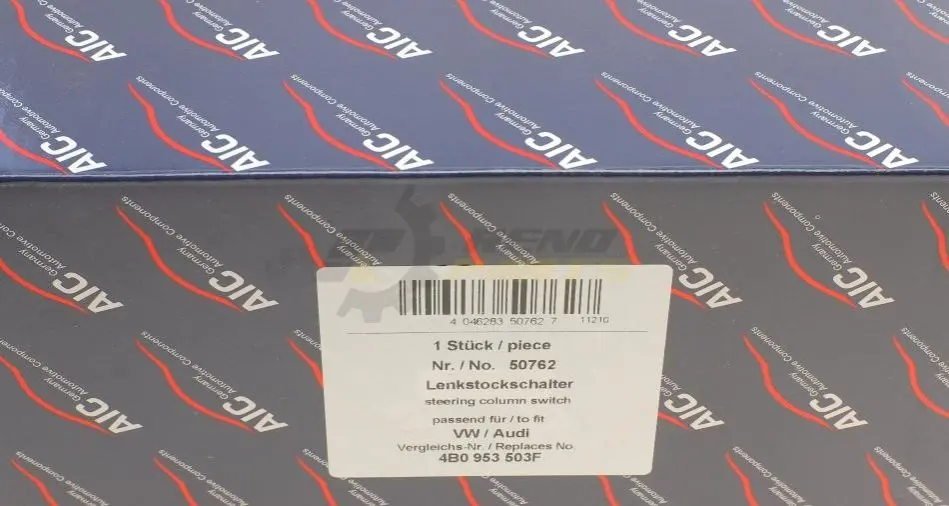 AIC Germany
Automotive Components
4 046283 50762 7 11210
1 Stück / piece
Nr. / No. 50762
Lenkstockschalter
steering column switch
passend für / to fit
VW / Audi
Vergleichs-Nr. / Replaces No.
4B0 953 503F